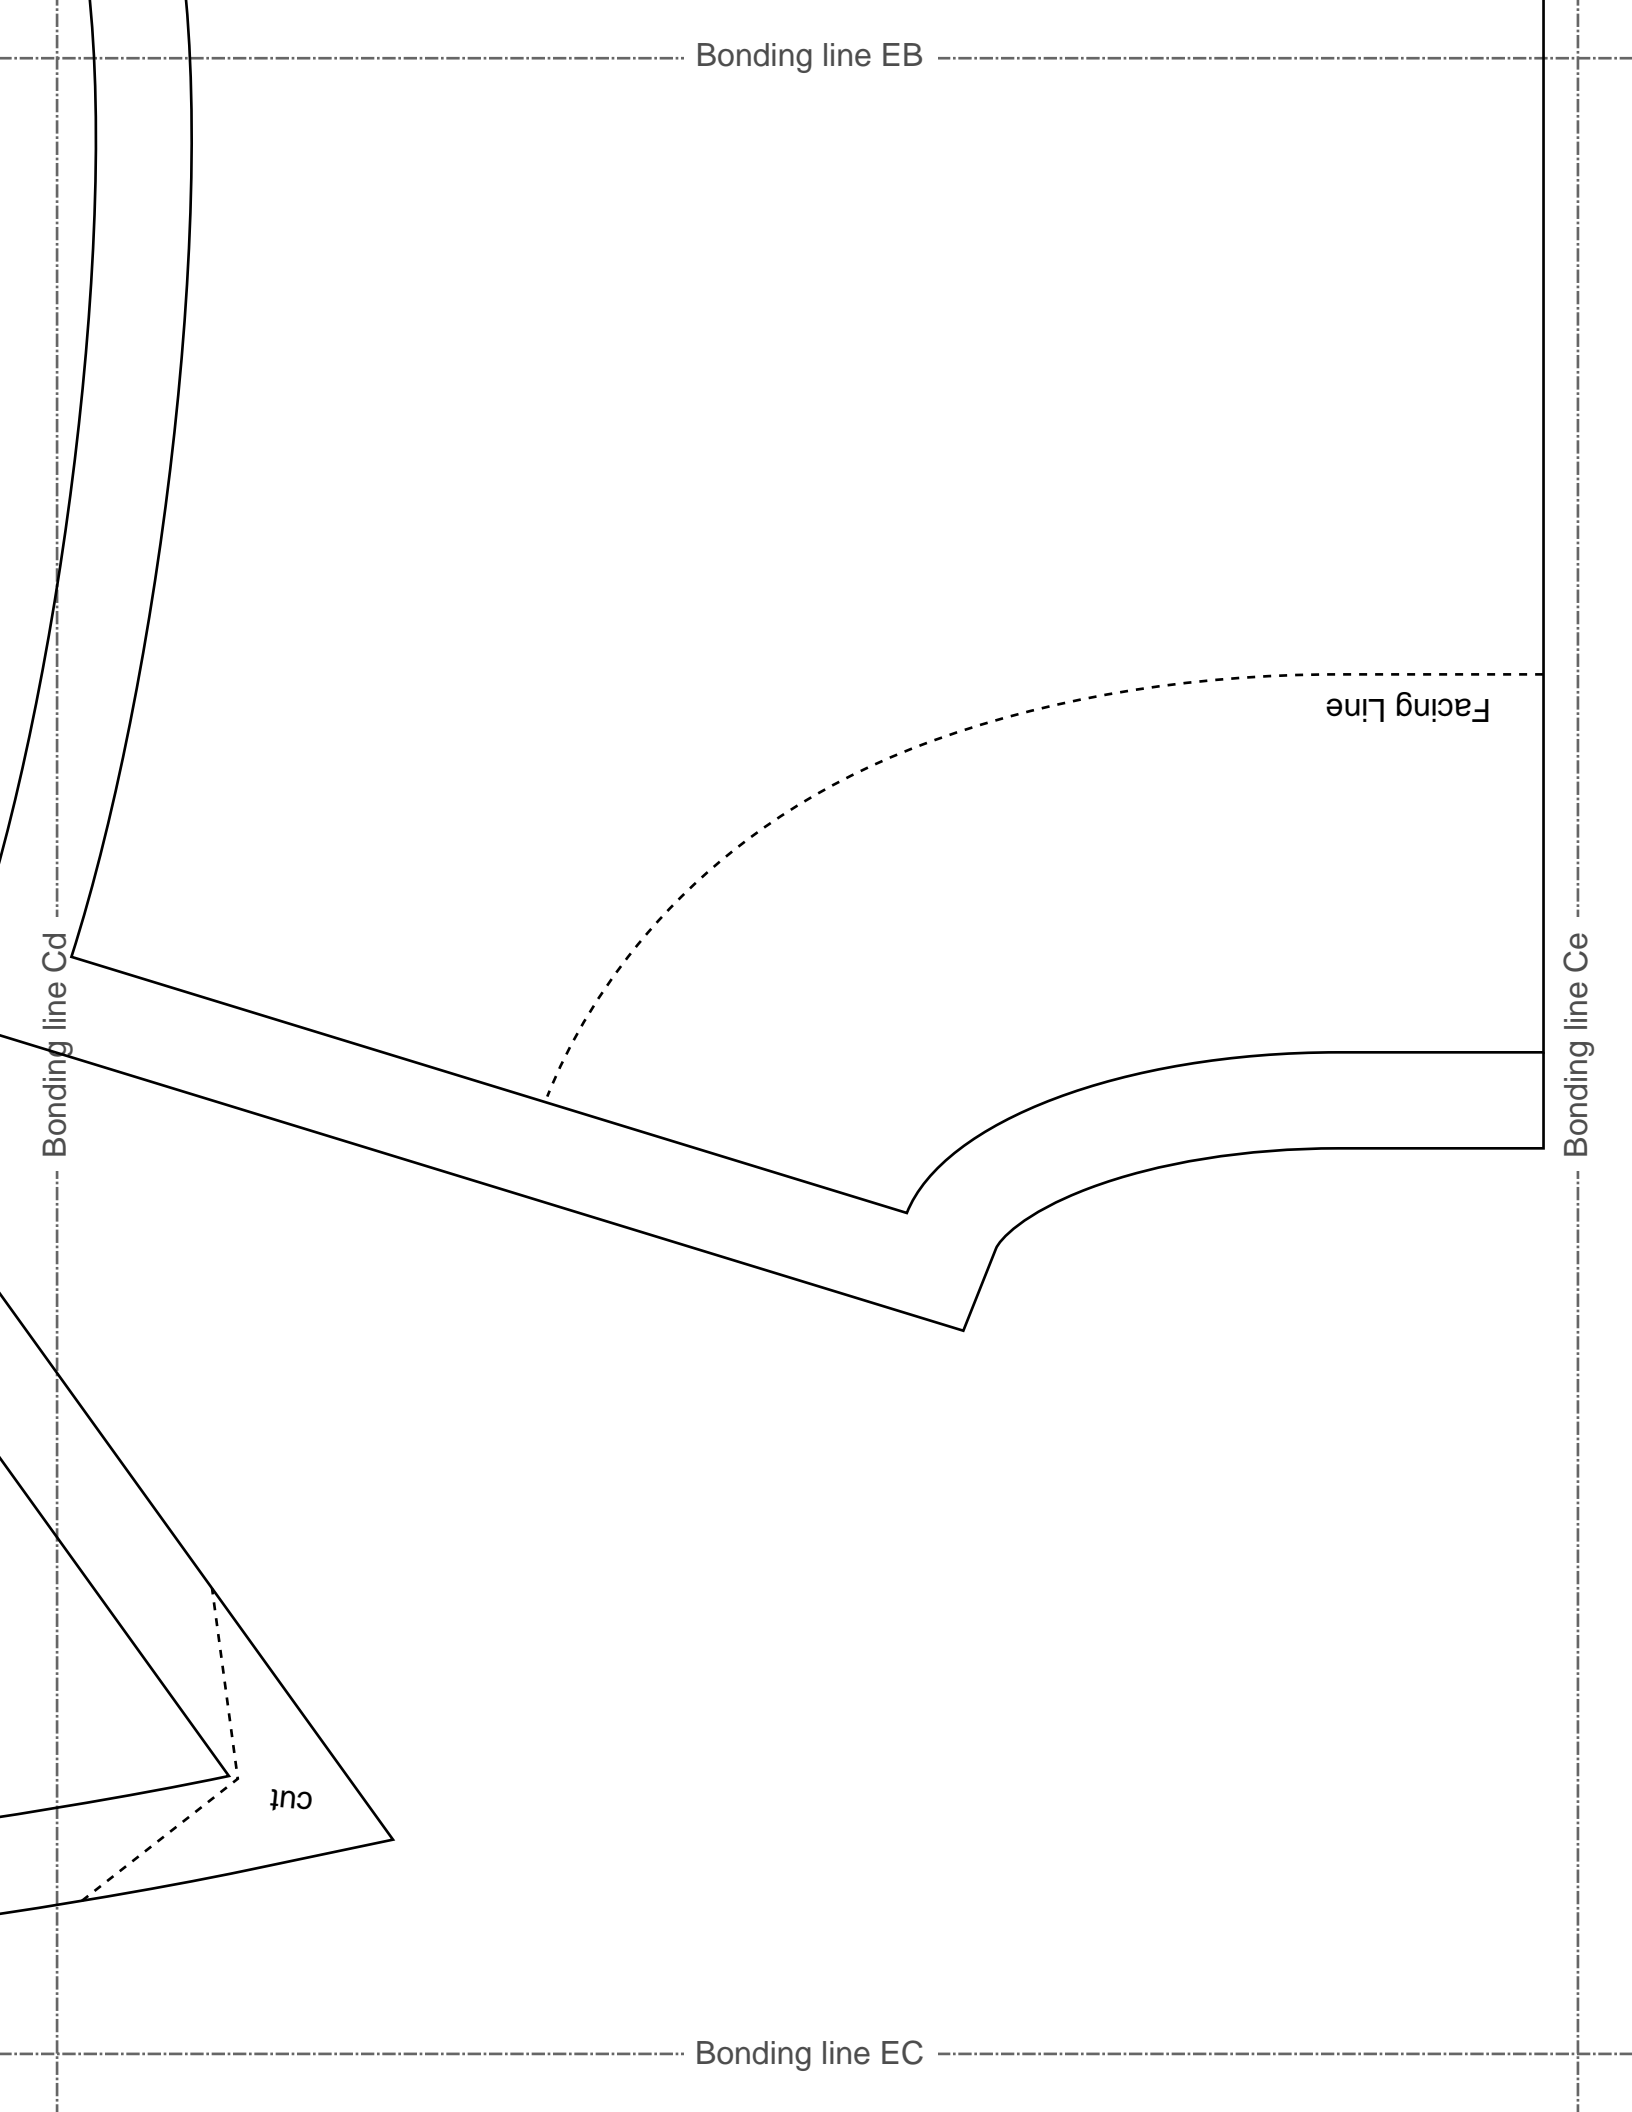 Bonding line EB
Facing Line
Bonding line Cd
Bonding line Ce
cut
Bonding line EC